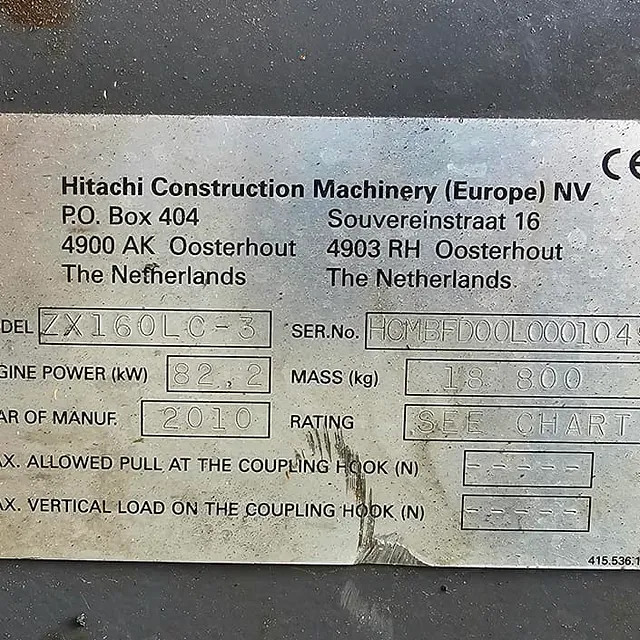 CE
Hitachi Construction Machinery (Europe) NV
P.O. Box 404 Souvereinstraat 16
4900 AK Oosterhout 4903 RH Oosterhout
The Netherlands The Netherlands
DEL ZX160LC-3 SER.No. HCMBFD00L000104
GINE POWER (kW) 82.2 MASS (kg) 18 800
AR OF MANUF. 2010 RATING SEE CHART
AX. ALLOWED PULL AT THE COUPLING HOOK (N) -----
AX. VERTICAL LOAD ON THE COUPLING HOOK (N) -----
415.536.1